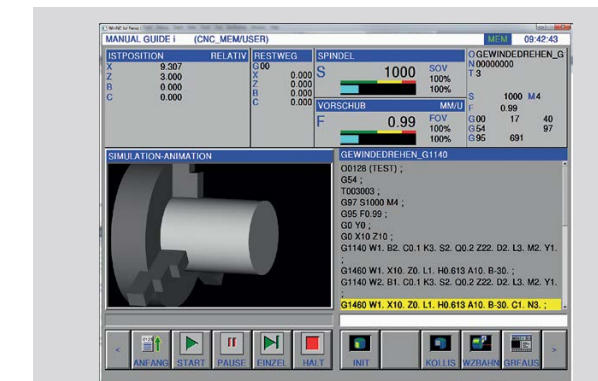 WinNC for Fanuc
MANUAL GUIDE i (CNC_MEM/USER) MEM 09:42:43
ISTPOSITION RELATIV
X 9.307
Z 3.000
B 0.000
C 0.000
RESTWEG
G00
X 0.000
Z 0.000
B 0.000
C 0.000
SPINDEL
S 1000 SOV
100%
100%
VORSCHUB MM/U
F 0.99 FOV
100%
100%
O GEWINDEDREHEN_G
N 00000000
T 3
S 1000 M4
F 0.99
G00 17 40
G54 97
G95 691
SIMULATION-ANIMATION
GEWINDEDREHEN_G1140
O0128 (TEST) ;
G54 ;
T003003 ;
G97 S1000 M4 ;
G95 F0.99 ;
G0 Y0 ;
G0 X10 Z10 ;
G1140 W1. B2. C0.1 K3. S2. Q0.2 Z22. D2. L3. M2. Y1.
;
G1460 W1. X10. Z0. L1. H0.613 A10. B-30. ;
G1140 W2. B1. C0.1 K3. S2. Q0.2 Z22. D2. L3. M2. Y1.
;
G1460 W1. X10. Z0. L1. H0.613 A10. B-30. C1. N3. ;
< ANFANG START PAUSE EINZEL HALT INIT KOLLIS WZBAHN GRFAUS >